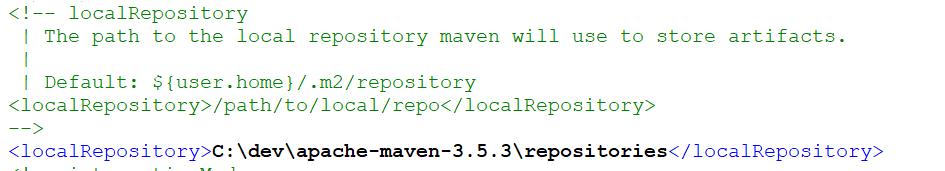 <!-- localRepository
| The path to the local repository maven will use to store artifacts.
|
| Default: ${user.home}/.m2/repository
<localRepository>/path/to/local/repo</localRepository>
-->
<localRepository>C:\dev\apache-maven-3.5.3\repositories</localRepository>